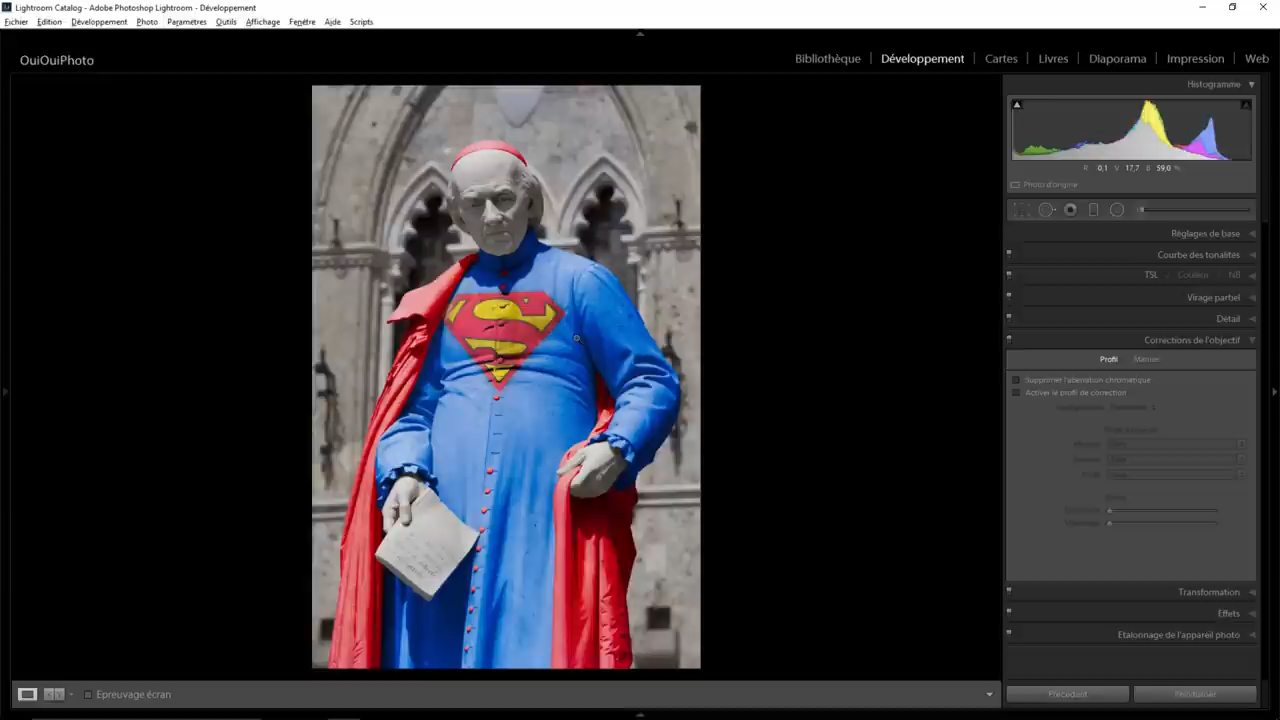 Lightroom Catalog - Adobe Photoshop Lightroom - Développement
Fichier Édition Développement Photo Paramètres Outils Affichage Fenêtre Aide Scripts
OuiOuiPhoto
Bibliothèque | Développement | Cartes | Livres | Diaporama | Impression | Web
Histogramme
R 0,1 V 17,7 B 59,0 %
Photo d'origine
Réglages de base
Courbe des tonalités
TSL / Couleur / NB
Virage partiel
Détail
Corrections de l'objectif
Profil Manuel
Supprimer l'aberration chromatique
Activer le profil de correction
Transformation
Effets
Etalonnage de l'appareil photo
Epreuvage écran
Précédent Réinitialiser